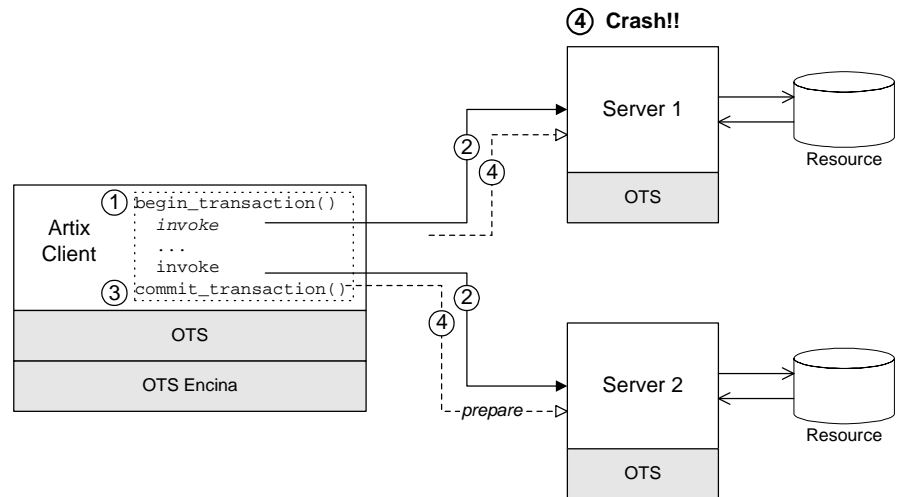 ④ Crash!!
Server 1
OTS
Resource
②
④
Artix
Client
① begin_transaction()
invoke
...
invoke
③ commit_transaction()
OTS
OTS Encina
②
④
prepare
Server 2
OTS
Resource